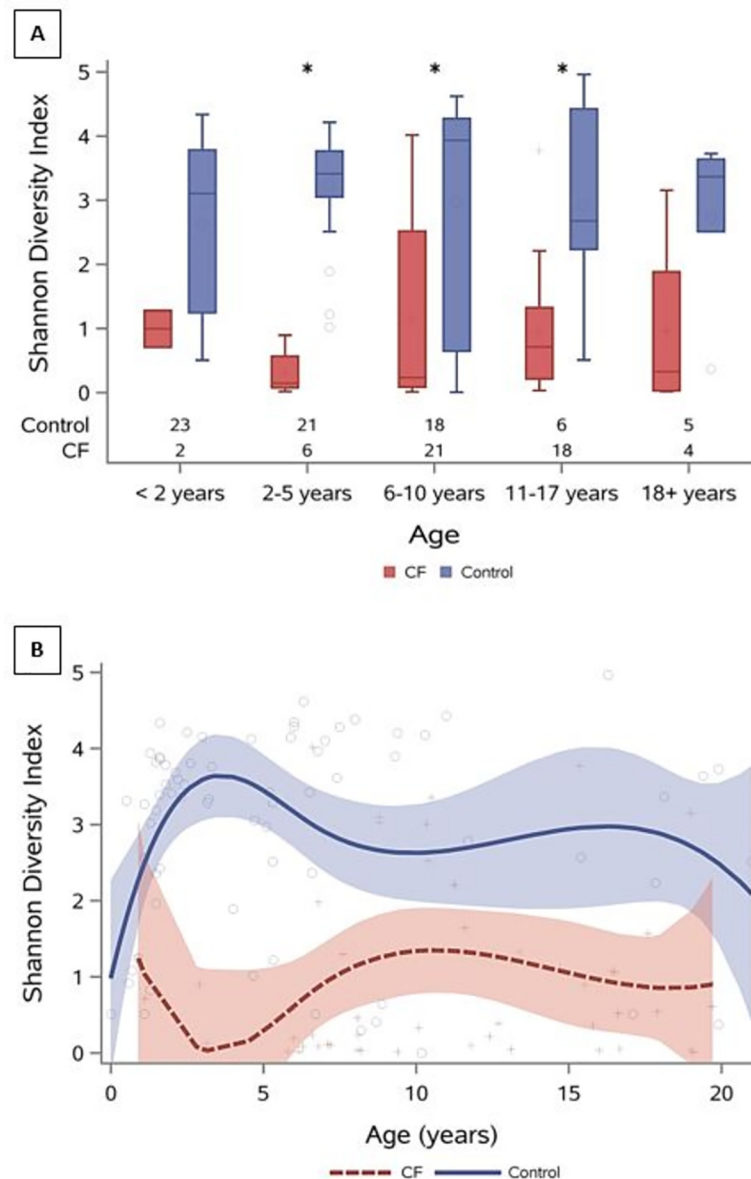 A
* * *
5
4
3
2
1
0
Shannon Diversity Index
Control 23 21 18 6 5
CF 2 6 21 18 4
< 2 years 2-5 years 6-10 years 11-17 years 18+ years
Age
CF Control
B
5
4
3
2
1
0
Shannon Diversity Index
0 5 10 15 20
Age (years)
CF Control